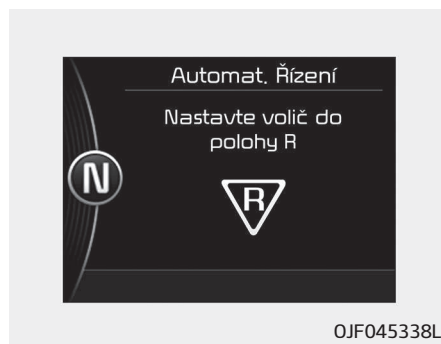 Automat. Řízení
Nastavte volič do
polohy R
N
R
OJF045338L